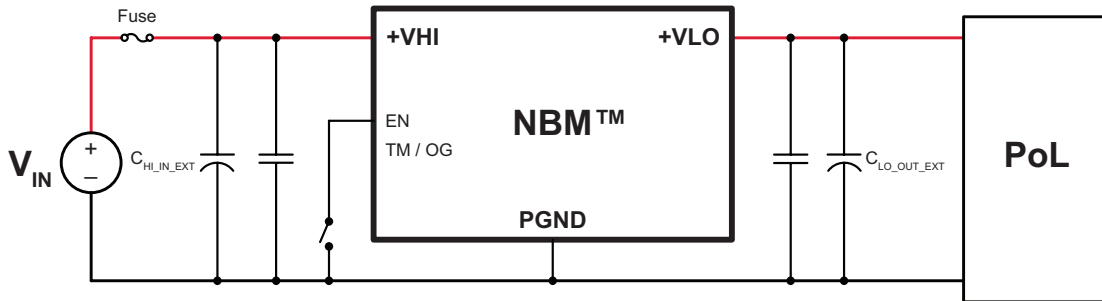 Fuse
+VHI
+VLO
EN
TM / OG
NBM™
PGND
V_IN
+
–
C_HI_IN_EXT
C_LO_OUT_EXT
PoL